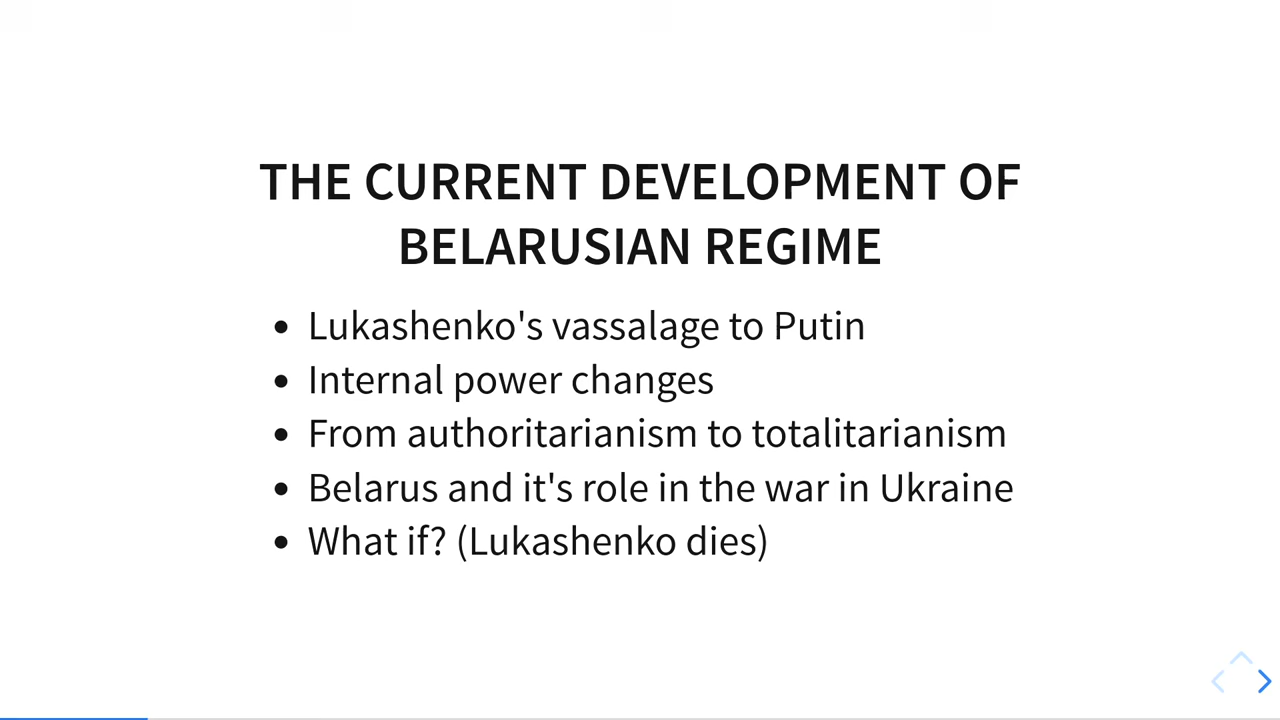 THE CURRENT DEVELOPMENT OF
BELARUSIAN REGIME
• Lukashenko's vassalage to Putin
• Internal power changes
• From authoritarianism to totalitarianism
• Belarus and it's role in the war in Ukraine
• What if? (Lukashenko dies)